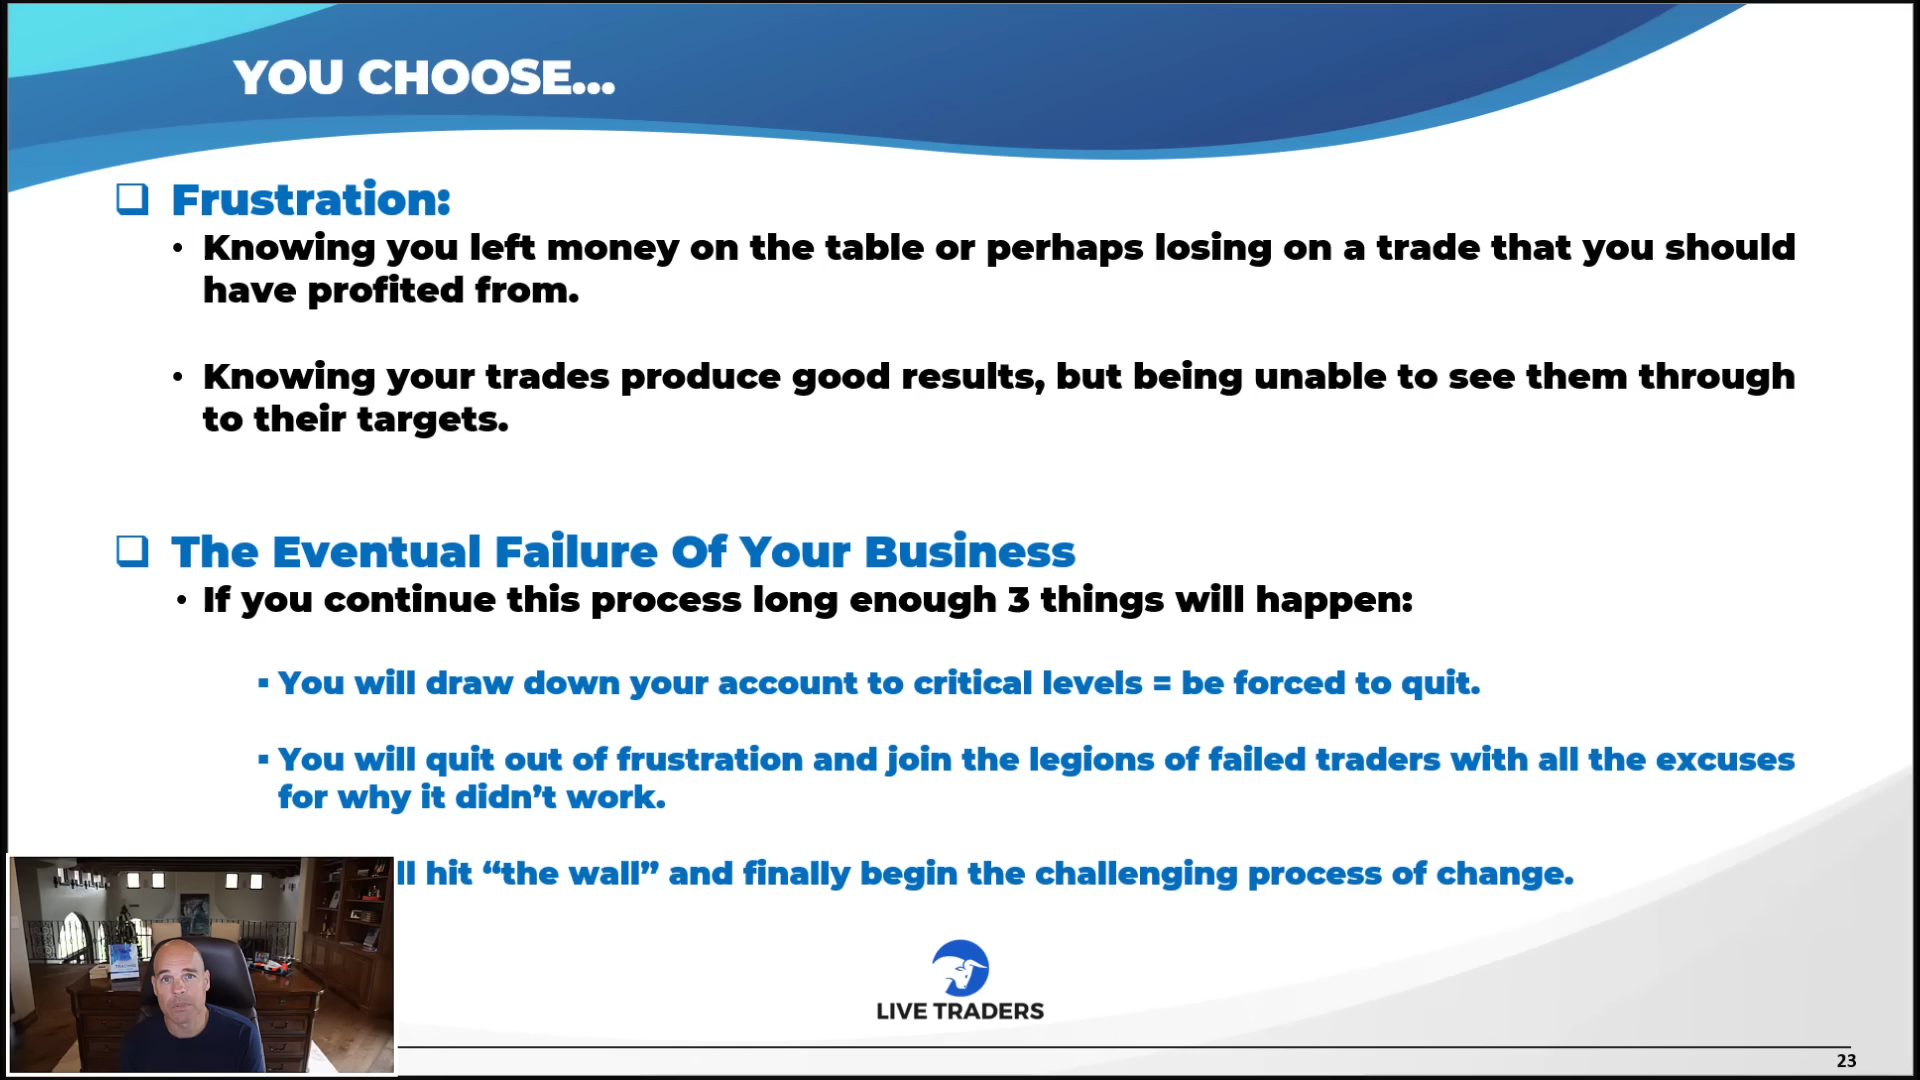 YOU CHOOSE...
❑ Frustration:
• Knowing you left money on the table or perhaps losing on a trade that you should
have profited from.
• Knowing your trades produce good results, but being unable to see them through
to their targets.
❑ The Eventual Failure Of Your Business
• If you continue this process long enough 3 things will happen:
▪ You will draw down your account to critical levels = be forced to quit.
▪ You will quit out of frustration and join the legions of failed traders with all the excuses
for why it didn’t work.
ll hit “the wall” and finally begin the challenging process of change.
LIVE TRADERS
23